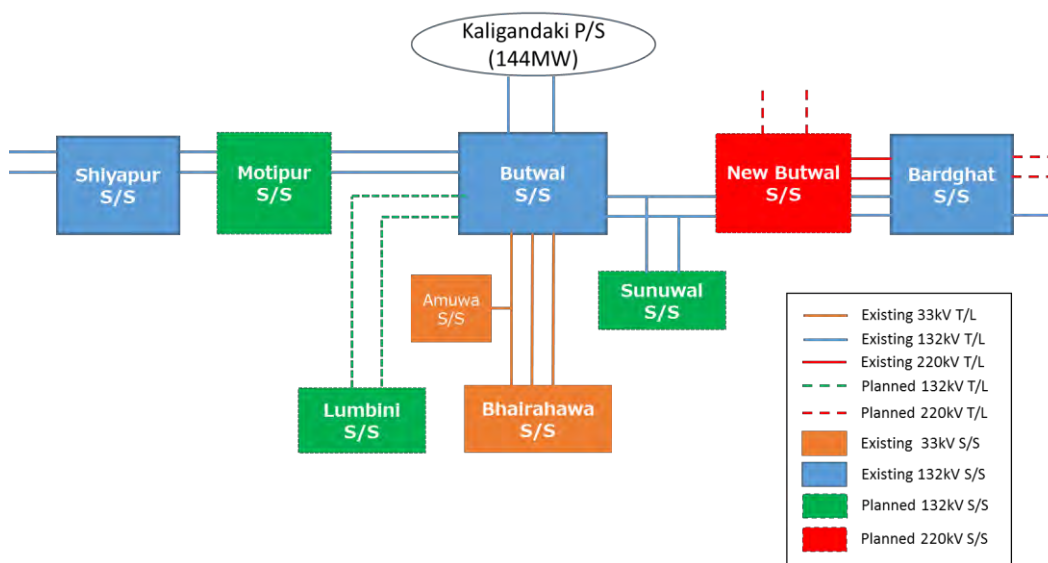 Kaligandaki P/S
(144MW)
Shlyapur
S/S
Motipur
S/S
Butwal
S/S
New Butwal
S/S
Bardghat
S/S
Amuwa
S/S
Sunuwal
S/S
Lumbini
S/S
Bhairahawa
S/S
Existing 33kV T/L
Existing 132kV T/L
Existing 220kV T/L
Planned 132kV T/L
Planned 220kV T/L
Existing 33kV S/S
Existing 132kV S/S
Planned 132kV S/S
Planned 220kV S/S